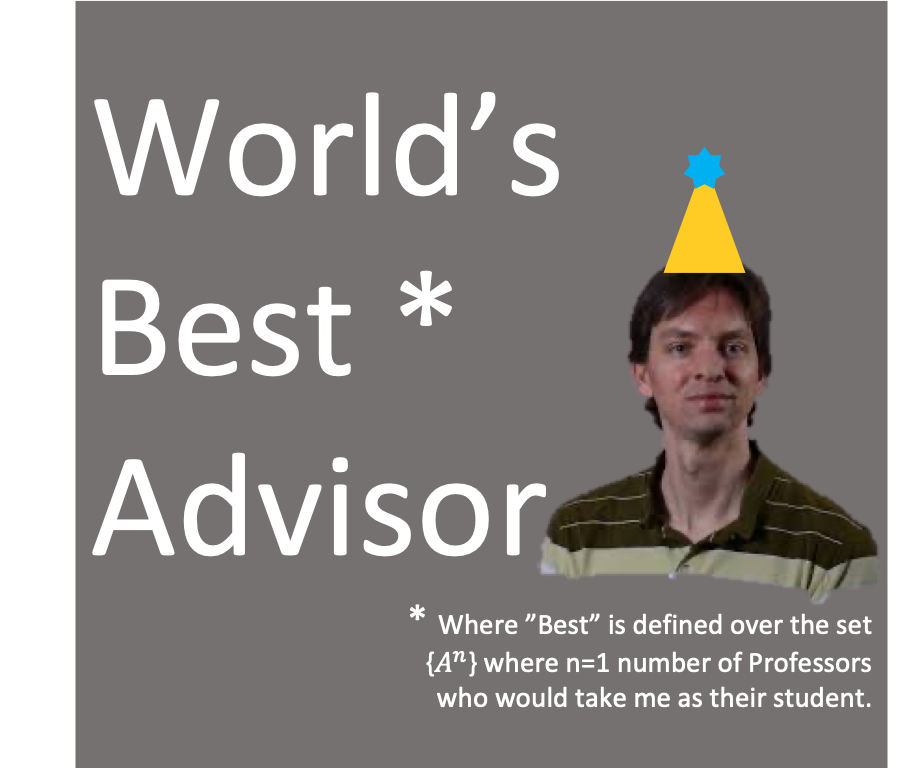 World’s
Best *
Advisor
* Where ”Best” is defined over the set
{Aⁿ} where n=1 number of Professors
who would take me as their student.